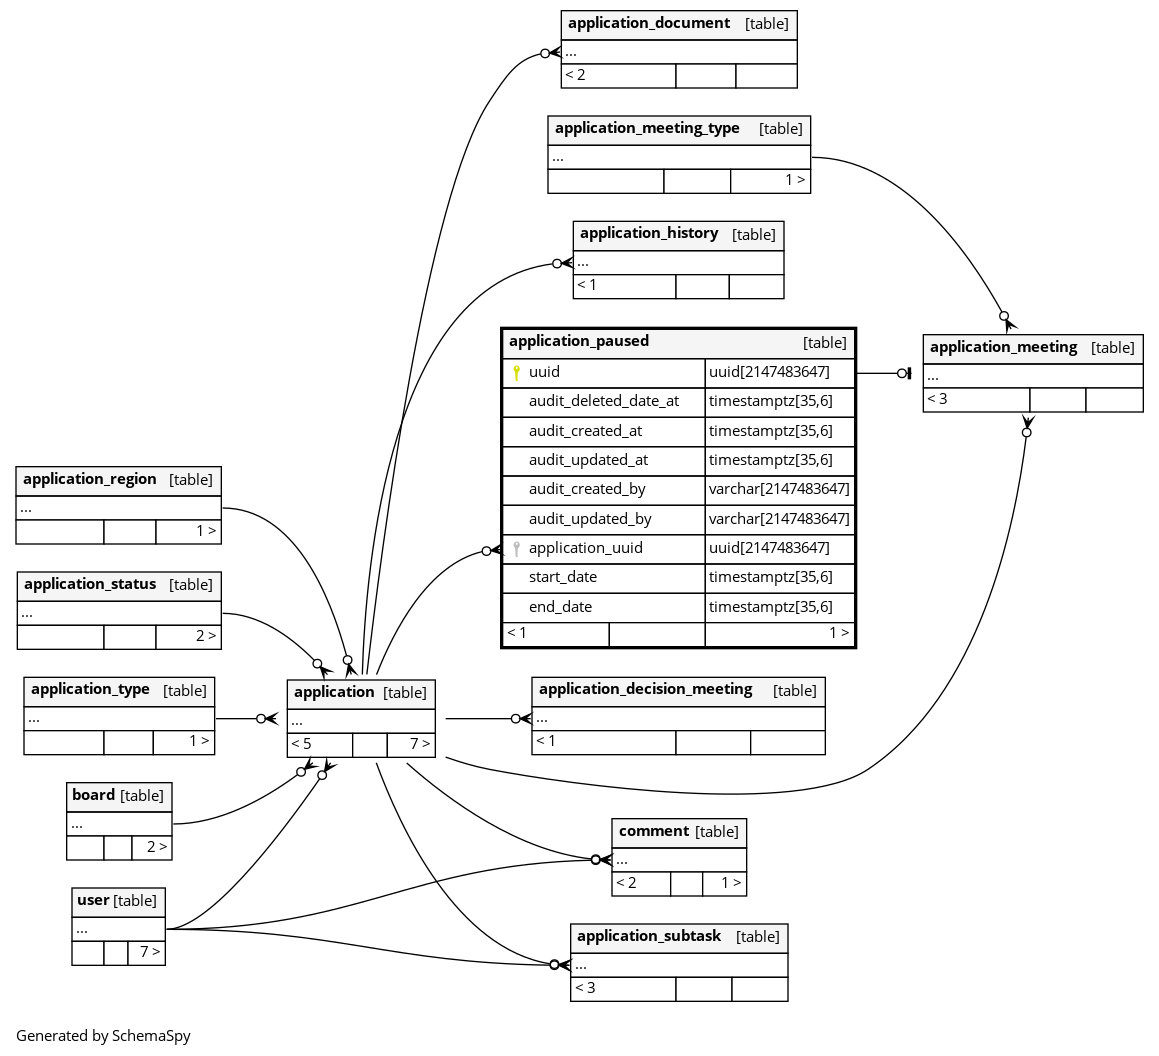 application_document [table]
...
< 2
application_meeting_type [table]
...
1 >
application_history [table]
...
< 1
application_paused [table]
uuid uuid[2147483647]
audit_deleted_date_at timestamptz[35,6]
audit_created_at timestamptz[35,6]
audit_updated_at timestamptz[35,6]
audit_created_by varchar[2147483647]
audit_updated_by varchar[2147483647]
application_uuid uuid[2147483647]
start_date timestamptz[35,6]
end_date timestamptz[35,6]
< 1 1 >
application_meeting [table]
...
< 3
application_region [table]
...
1 >
application_status [table]
...
2 >
application_type [table]
...
1 >
application [table]
...
< 5 7 >
application_decision_meeting [table]
...
< 1
board [table]
...
2 >
comment [table]
...
< 2 1 >
user [table]
...
7 >
application_subtask [table]
...
< 3
Generated by SchemaSpy